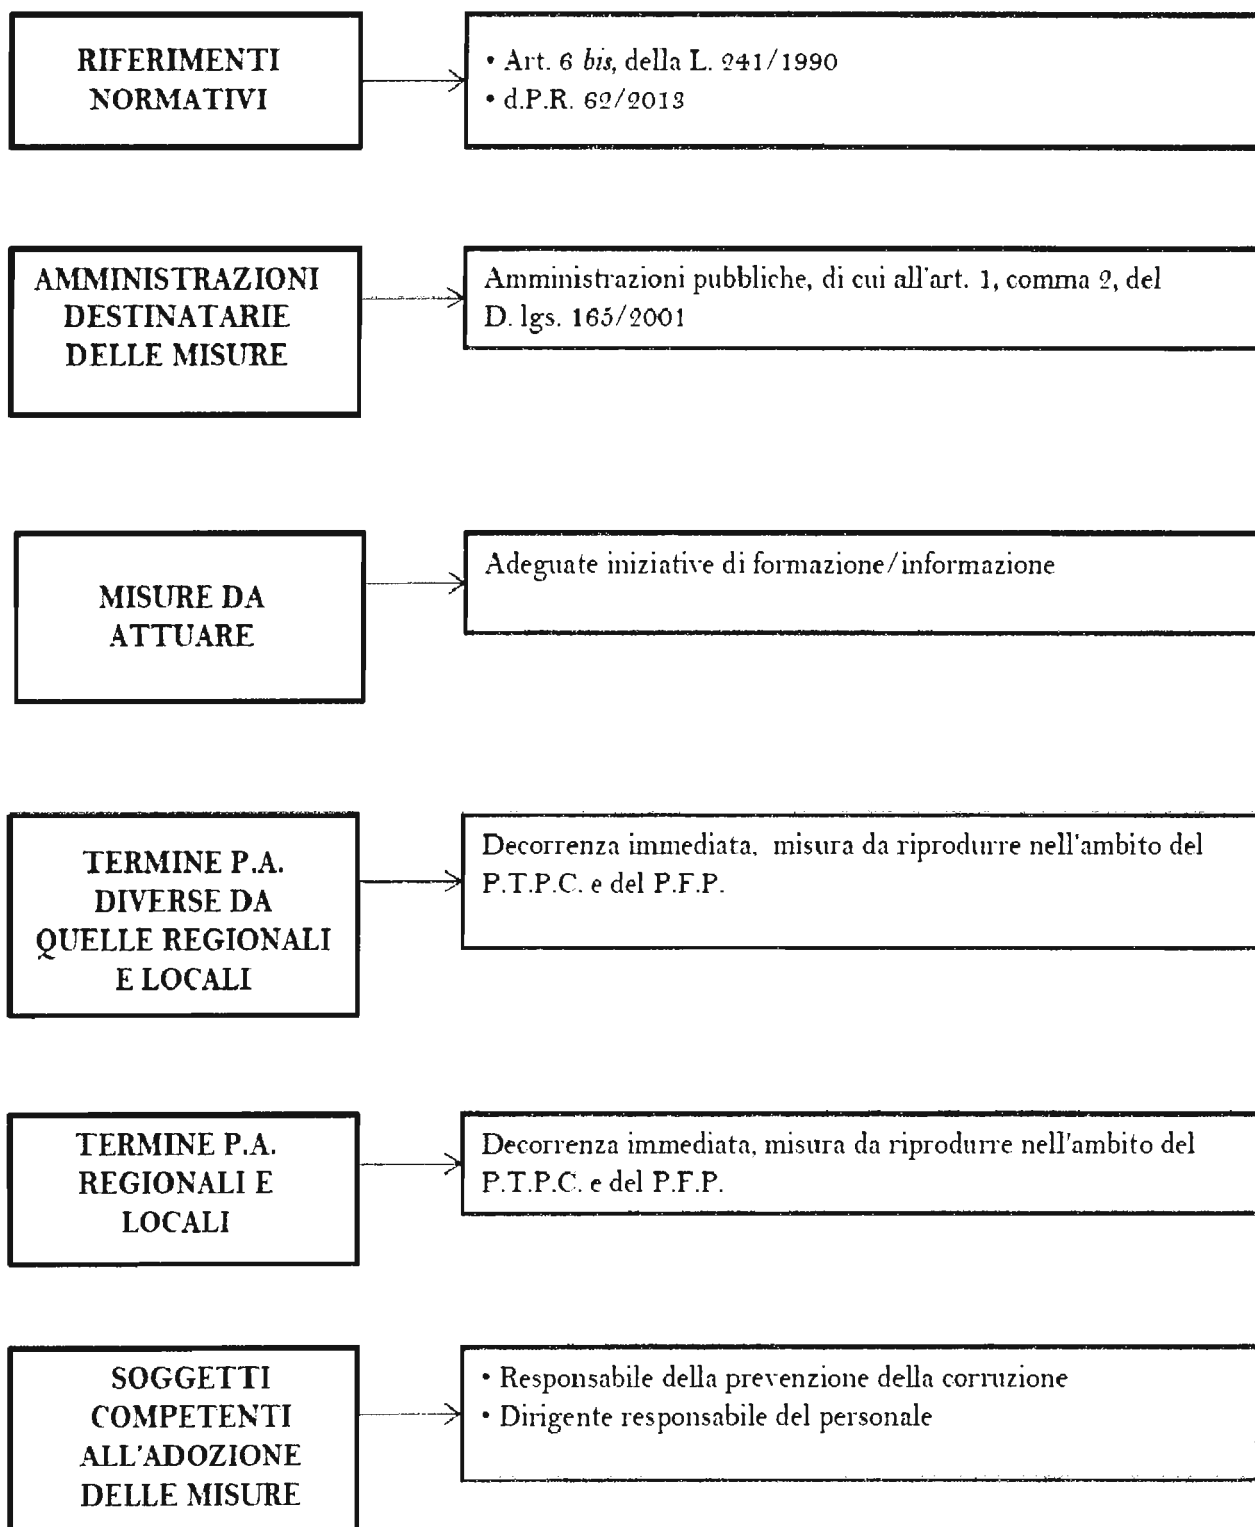 RIFERIMENTI
NORMATIVI
• Art. 6 bis, della L. 241/1990
• d.P.R. 62/2013
AMMINISTRAZIONI
DESTINATARIE
DELLE MISURE
Amministrazioni pubbliche, di cui all'art. 1, comma 2, del
D. lgs. 165/2001
MISURE DA
ATTUARE
Adeguate iniziative di formazione/informazione
TERMINE P.A.
DIVERSE DA
QUELLE REGIONALI
E LOCALI
Decorrenza immediata, misura da riprodurre nell'ambito del
P.T.P.C. e del P.F.P.
TERMINE P.A.
REGIONALI E
LOCALI
Decorrenza immediata, misura da riprodurre nell'ambito del
P.T.P.C. e del P.F.P.
SOGGETTI
COMPETENTI
ALL'ADOZIONE
DELLE MISURE
• Responsabile della prevenzione della corruzione
• Dirigente responsabile del personale